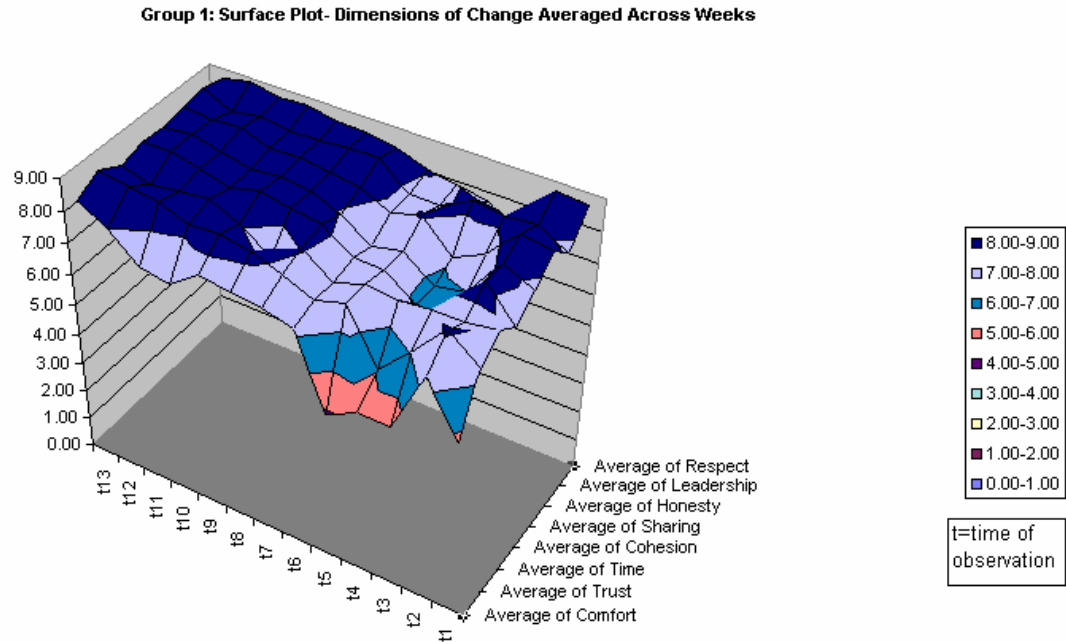 Group 1: Surface Plot- Dimensions of Change Averaged Across Weeks
9.00
8.00
7.00
6.00
5.00
4.00
3.00
2.00
1.00
0.00
t13
t12
t11
t10
t9
t8
t7
t6
t5
t4
t3
t2
t1
Average of Respect
Average of Leadership
Average of Honesty
Average of Sharing
Average of Cohesion
Average of Time
Average of Trust
Average of Comfort
8.00-9.00
7.00-8.00
6.00-7.00
5.00-6.00
4.00-5.00
3.00-4.00
2.00-3.00
1.00-2.00
0.00-1.00
t=time of
observation